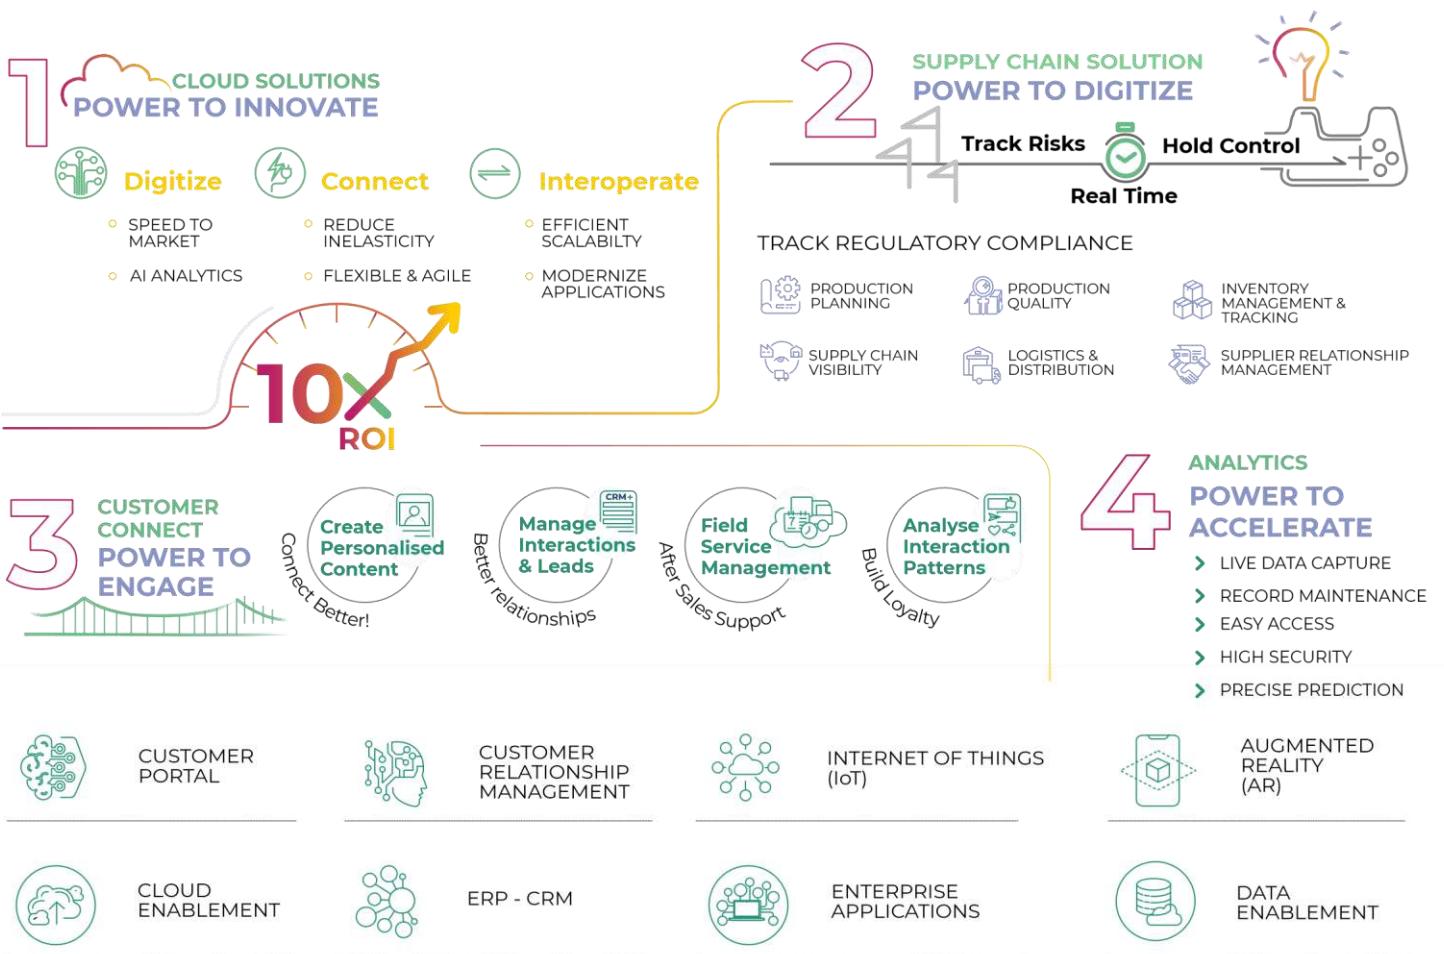 1
CLOUD SOLUTIONS
POWER TO INNOVATE
Digitize
SPEED TO
MARKET
AI ANALYTICS
Connect
REDUCE
INELASTICITY
FLEXIBLE & AGILE
Interoperate
EFFICIENT
SCALABILTY
MODERNIZE
APPLICATIONS
10X
ROI
2
SUPPLY CHAIN SOLUTION
POWER TO DIGITIZE
Track Risks
Hold Control
Real Time
TRACK REGULATORY COMPLIANCE
PRODUCTION
PLANNING
PRODUCTION
QUALITY
INVENTORY
MANAGEMENT &
TRACKING
SUPPLY CHAIN
VISIBILITY
LOGISTICS &
DISTRIBUTION
SUPPLIER RELATIONSHIP
MANAGEMENT
3
CUSTOMER
CONNECT
POWER TO
ENGAGE
Create
Personalised
Content
Connect Better!
CRM+
Manage
Interactions
& Leads
Better relationships
7
Field
Service
Management
After Sales Support
Analyse
Interaction
Patterns
Build Loyalty
4
ANALYTICS
POWER TO
ACCELERATE
LIVE DATA CAPTURE
RECORD MAINTENANCE
EASY ACCESS
HIGH SECURITY
PRECISE PREDICTION
CUSTOMER
PORTAL
CUSTOMER
RELATIONSHIP
MANAGEMENT
INTERNET OF THINGS
(IoT)
AUGMENTED
REALITY
(AR)
CLOUD
ENABLEMENT
ERP - CRM
ENTERPRISE
APPLICATIONS
DATA
ENABLEMENT